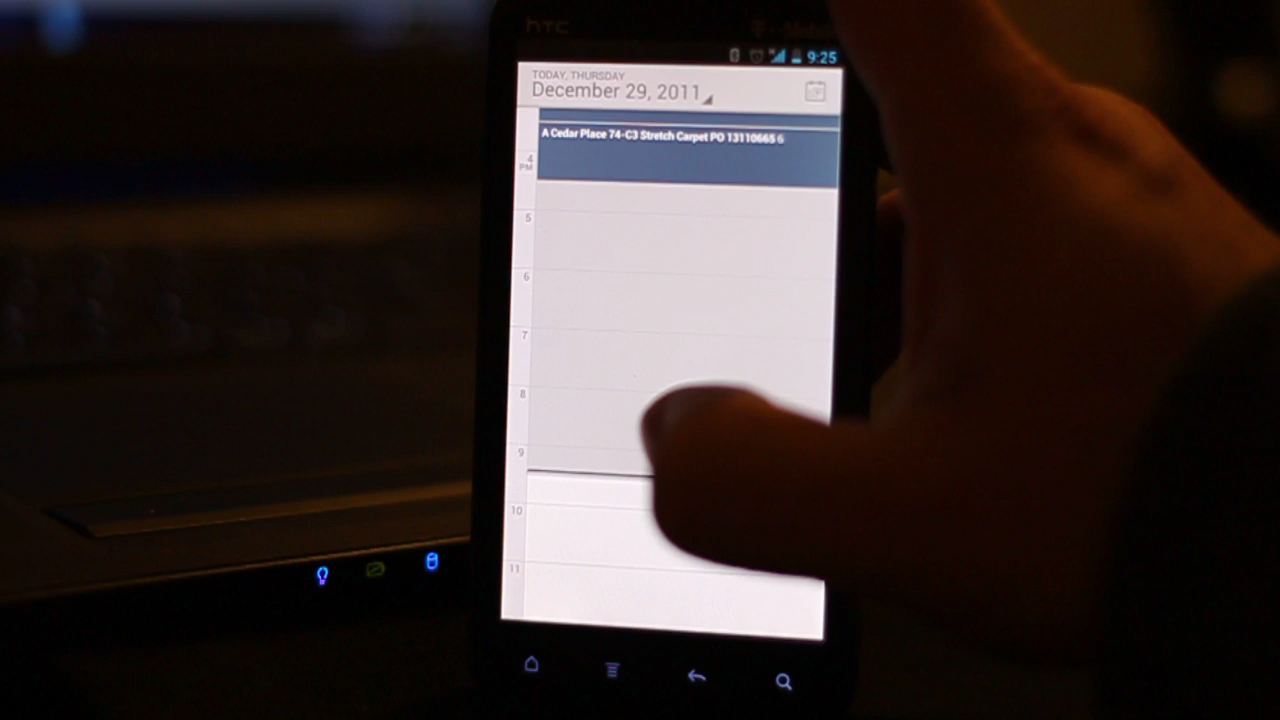 hTC
9:25
TODAY, THURSDAY
December 29, 2011
A Cedar Place 74-C3 Stretch Carpet PO 13110665 6
4
PM
5
6
7
8
9
10
11